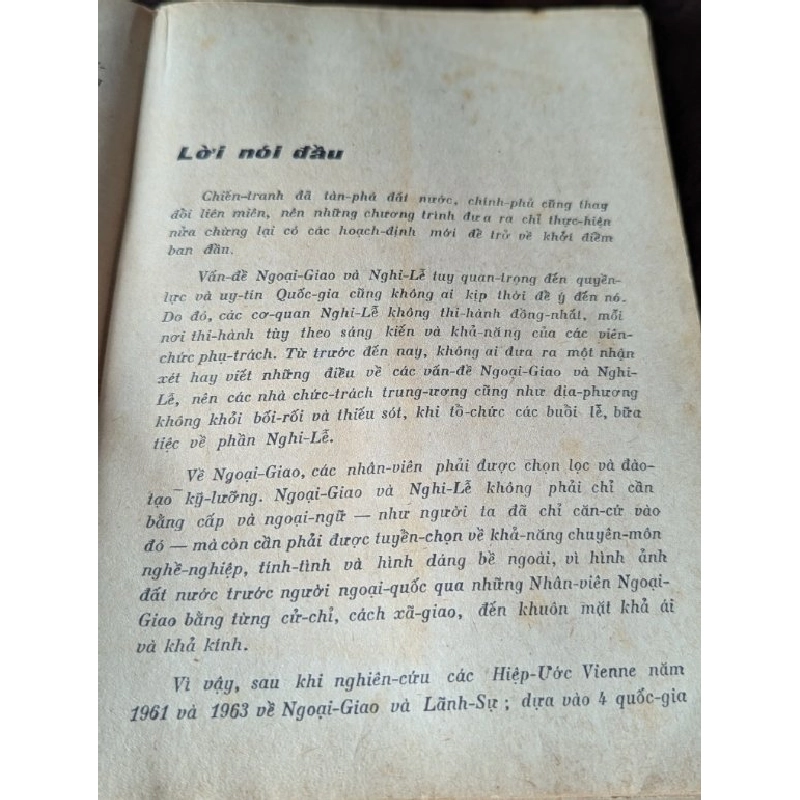 Lời nói đầu
Chiến-tranh đã tàn-phá đất nước, chính-phủ cũng thay
đổi liên miên, nên những chương trình đưa ra chỉ thực-hiện
nửa chừng lại có các hoạch-định mới để trở về khởi điểm
ban đầu.
Vấn-đề Ngoại-Giao và Nghi-Lễ tuy quan-trọng đến quyền-
lực và uy-tín Quốc-gia cũng không ai kịp thời để ý đến nó.
Do đó, các cơ-quan Nghi-Lễ không thi-hành đồng-nhất, mỗi
nơi thi-hành tùy theo sáng kiến và khả-năng của các viên-
chức phụ-trách. Từ trước đến nay, không ai đưa ra một nhận
xét hay viết những điều về các vấn-đề Ngoại-Giao và Nghi-
Lễ, nên các nhà chức-trách trung-ương cũng như địa-phương
không khỏi bối-rối và thiếu sót, khi tổ-chức các buổi lễ, bữa
tiệc về phần Nghi-Lễ.
Về Ngoại-Giao, các nhân-viên phải được chọn lọc và đào-
tạo kỹ-lưỡng. Ngoại-Giao và Nghi-Lễ không phải chỉ cần
bằng cấp và ngoại-ngữ — như người ta đã chỉ căn-cứ vào
đó — mà còn cần phải được tuyển-chọn về khả-năng chuyên-môn
nghề-nghiệp, tính-tình và hình dáng bề ngoài, vì hình ảnh
đất nước trước người ngoại-quốc qua những Nhân-viên Ngoại-
Giao bằng từng cử-chỉ, cách xã-giao, đến khuôn mặt khả ái
và khả kính.
Vì vậy, sau khi nghiên-cứu các Hiệp-Ước Vienne năm
1961 và 1963 về Ngoại-Giao và Lãnh-Sự ; dựa vào 4 quốc-gia